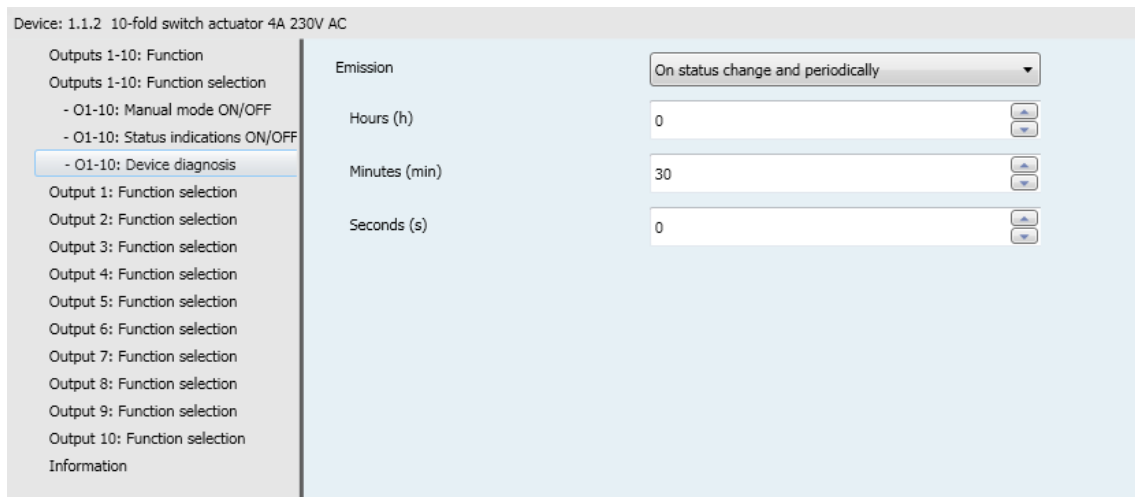 Device: 1.1.2 10-fold switch actuator 4A 230V AC
Outputs 1-10: Function
Outputs 1-10: Function selection
- O1-10: Manual mode ON/OFF
- O1-10: Status indications ON/OFF
- O1-10: Device diagnosis
Output 1: Function selection
Output 2: Function selection
Output 3: Function selection
Output 4: Function selection
Output 5: Function selection
Output 6: Function selection
Output 7: Function selection
Output 8: Function selection
Output 9: Function selection
Output 10: Function selection
Information
Emission On status change and periodically
Hours (h) 0
Minutes (min) 30
Seconds (s) 0